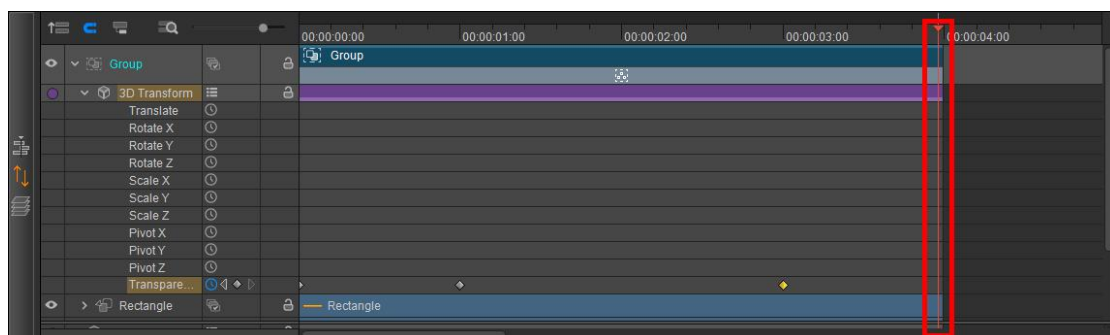 00:00:00:00 00:00:01:00 00:00:02:00 00:00:03:00 00:00:04:00
Group Group
3D Transform
Translate
Rotate X
Rotate Y
Rotate Z
Scale X
Scale Y
Scale Z
Pivot X
Pivot Y
Pivot Z
Transpare...
Rectangle Rectangle